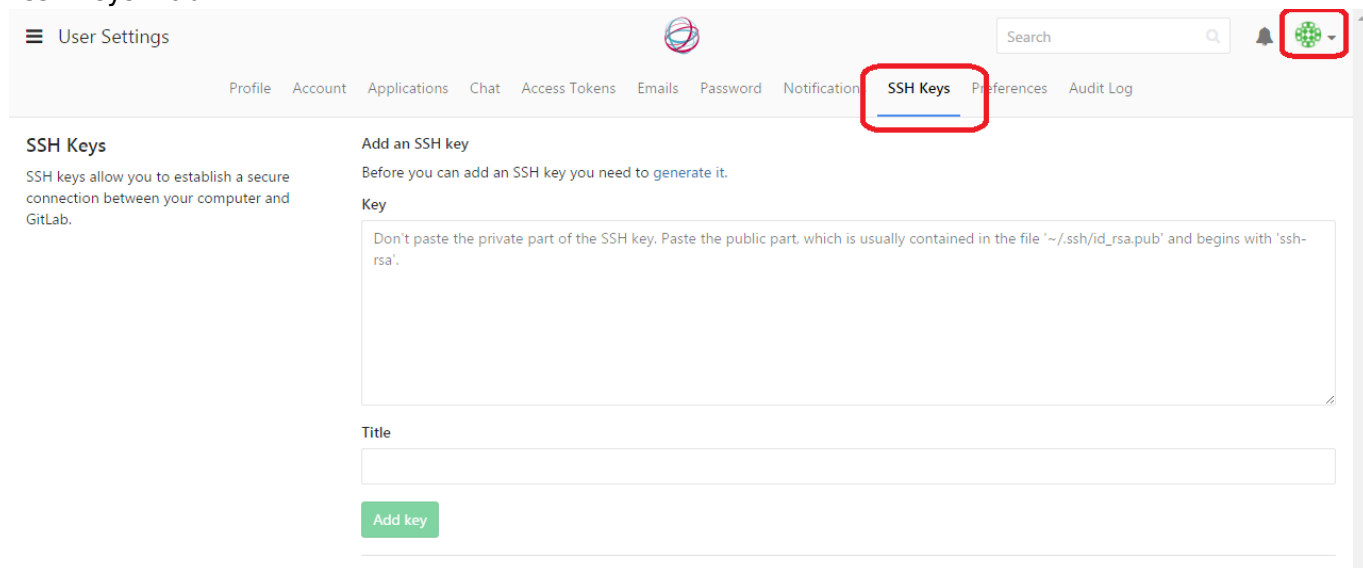 User Settings
Search
Profile Account Applications Chat Access Tokens Emails Password Notification SSH Keys Preferences Audit Log
SSH Keys
SSH keys allow you to establish a secure
connection between your computer and
GitLab.
Add an SSH key
Before you can add an SSH key you need to generate it.
Key
Don't paste the private part of the SSH key. Paste the public part, which is usually contained in the file '~/.ssh/id_rsa.pub' and begins with 'ssh-
rsa'.
Title
Add key